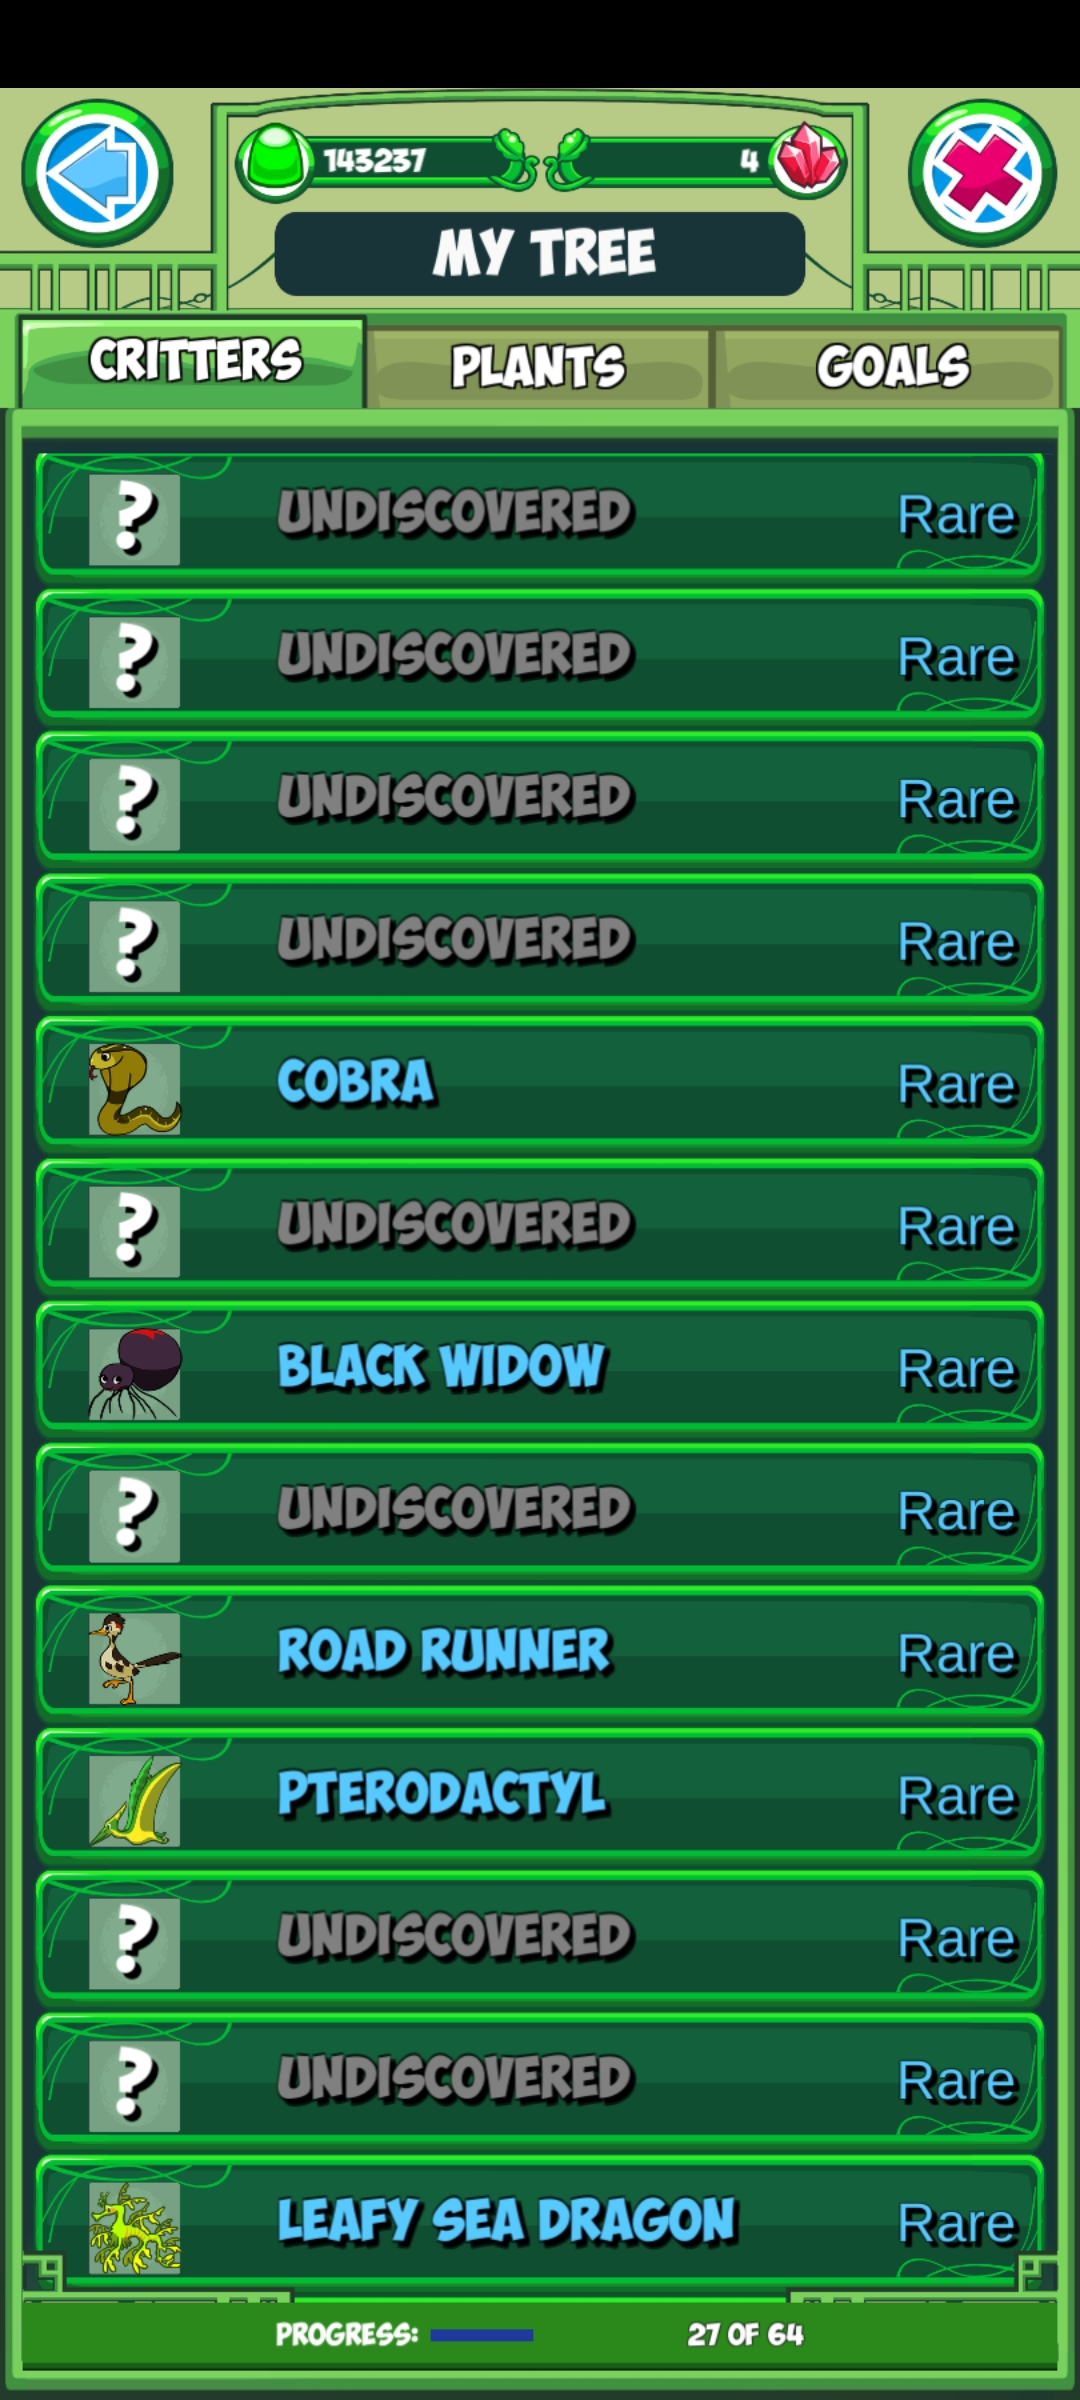 143237
4
MY TREE
CRITTERS PLANTS GOALS
? UNDISCOVERED Rare
? UNDISCOVERED Rare
? UNDISCOVERED Rare
? UNDISCOVERED Rare
COBRA Rare
? UNDISCOVERED Rare
BLACK WIDOW Rare
? UNDISCOVERED Rare
ROAD RUNNER Rare
PTERODACTYL Rare
? UNDISCOVERED Rare
? UNDISCOVERED Rare
LEAFY SEA DRAGON Rare
PROGRESS: 27 OF 64